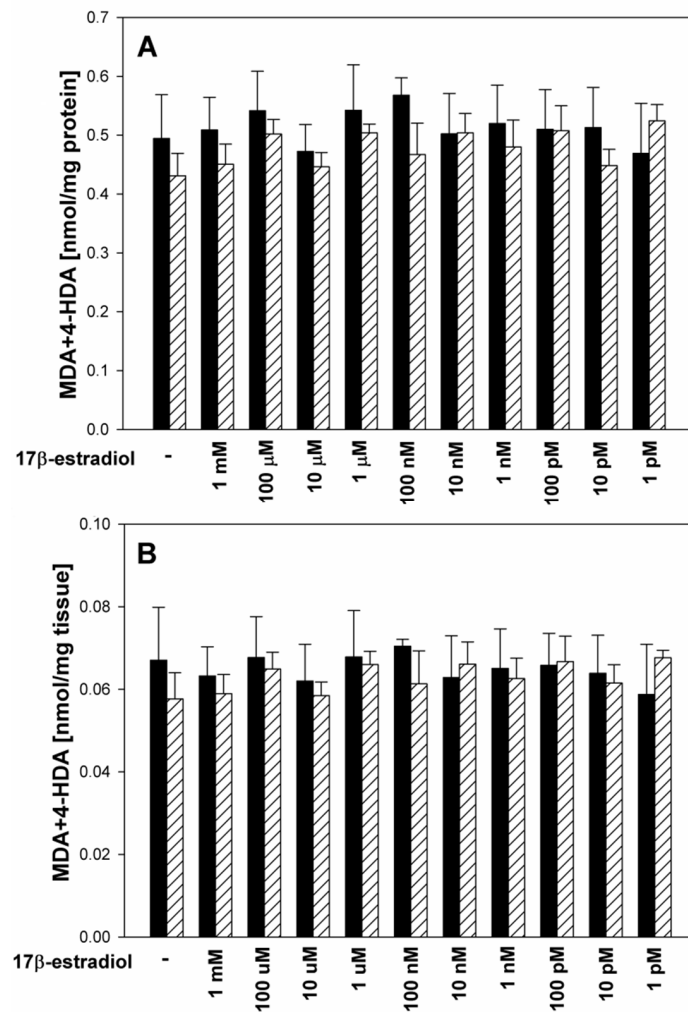 A
MDA+4-HDA [nmol/mg protein]
0.7
0.6
0.5
0.4
0.3
0.2
0.1
0.0
17β-estradiol - 1 mM 100 μM 10 μM 1 μM 100 nM 10 nM 1 nM 100 pM 10 pM 1 pM
B
MDA+4-HDA [nmol/mg tissue]
0.10
0.08
0.06
0.04
0.02
0.00
17β-estradiol - 1 mM 100 uM 10 uM 1 uM 100 nM 10 nM 1 nM 100 pM 10 pM 1 pM